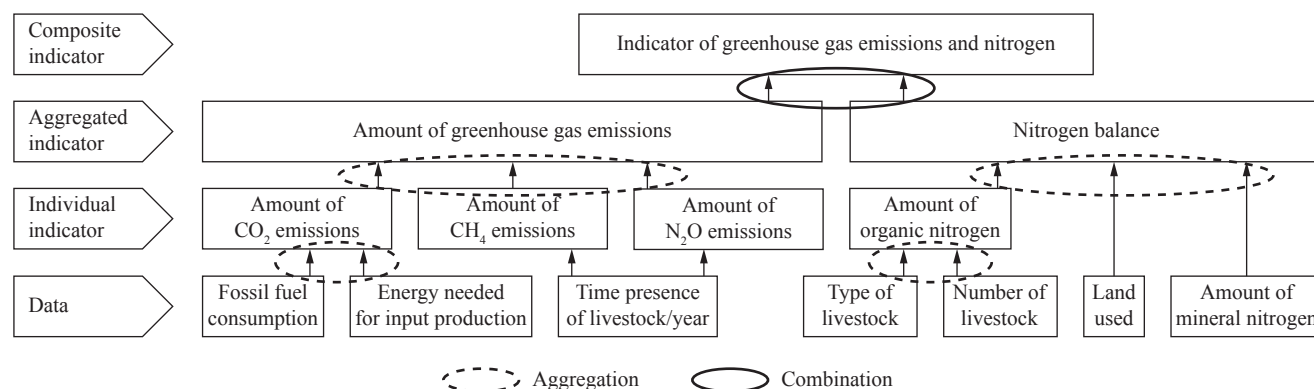 Composite
indicator
Indicator of greenhouse gas emissions and nitrogen
Aggregated
indicator
Amount of greenhouse gas emissions
Nitrogen balance
Individual
indicator
Amount of
CO₂ emissions
Amount of
CH₄ emissions
Amount of
N₂O emissions
Amount of
organic nitrogen
Data
Fossil fuel
consumption
Energy needed
for input production
Time presence
of livestock/year
Type of
livestock
Number of
livestock
Land
used
Amount of
mineral nitrogen
Aggregation
Combination